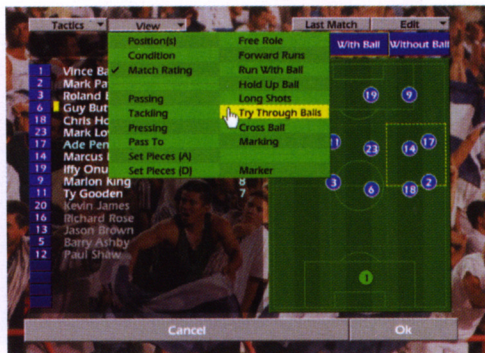 Tactics View Last Match Edit
Position(s) Free Role With Ball Without Ball
Condition Forward Runs
✓ Match Rating Run With Ball
Hold Up Ball
Passing Long Shots
Tackling Try Through Balls
Pressing Cross Ball
Pass To Marking
Set Pieces (A)
Set Pieces (D) Marker
1 Vince Ba
2 Mark Pa
3 Roland
6 Guy But
18 Chris Ho
23 Mark Lo
17 Ade Pen
14 Marcus
19 Iffy Onu
9 Marlon King 8
11 Ty Gooden 7
20 Kevin James
16 Richard Rose
13 Jason Brown
5 Barry Ashby
12 Paul Shaw
19 9
11 23 14 17
3 6 18 2
1
Cancel Ok